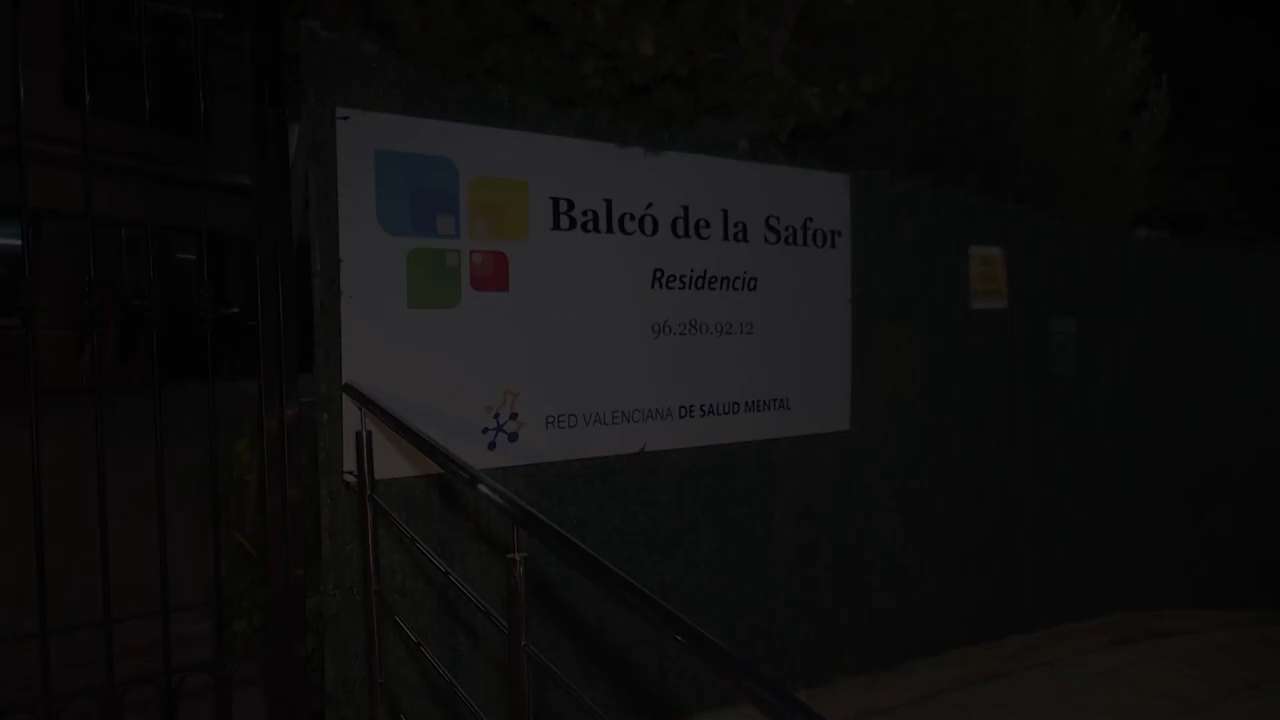 Balcó de la Safor
Residencia
96.280.92.12
RED VALENCIANA DE SALUD MENTAL